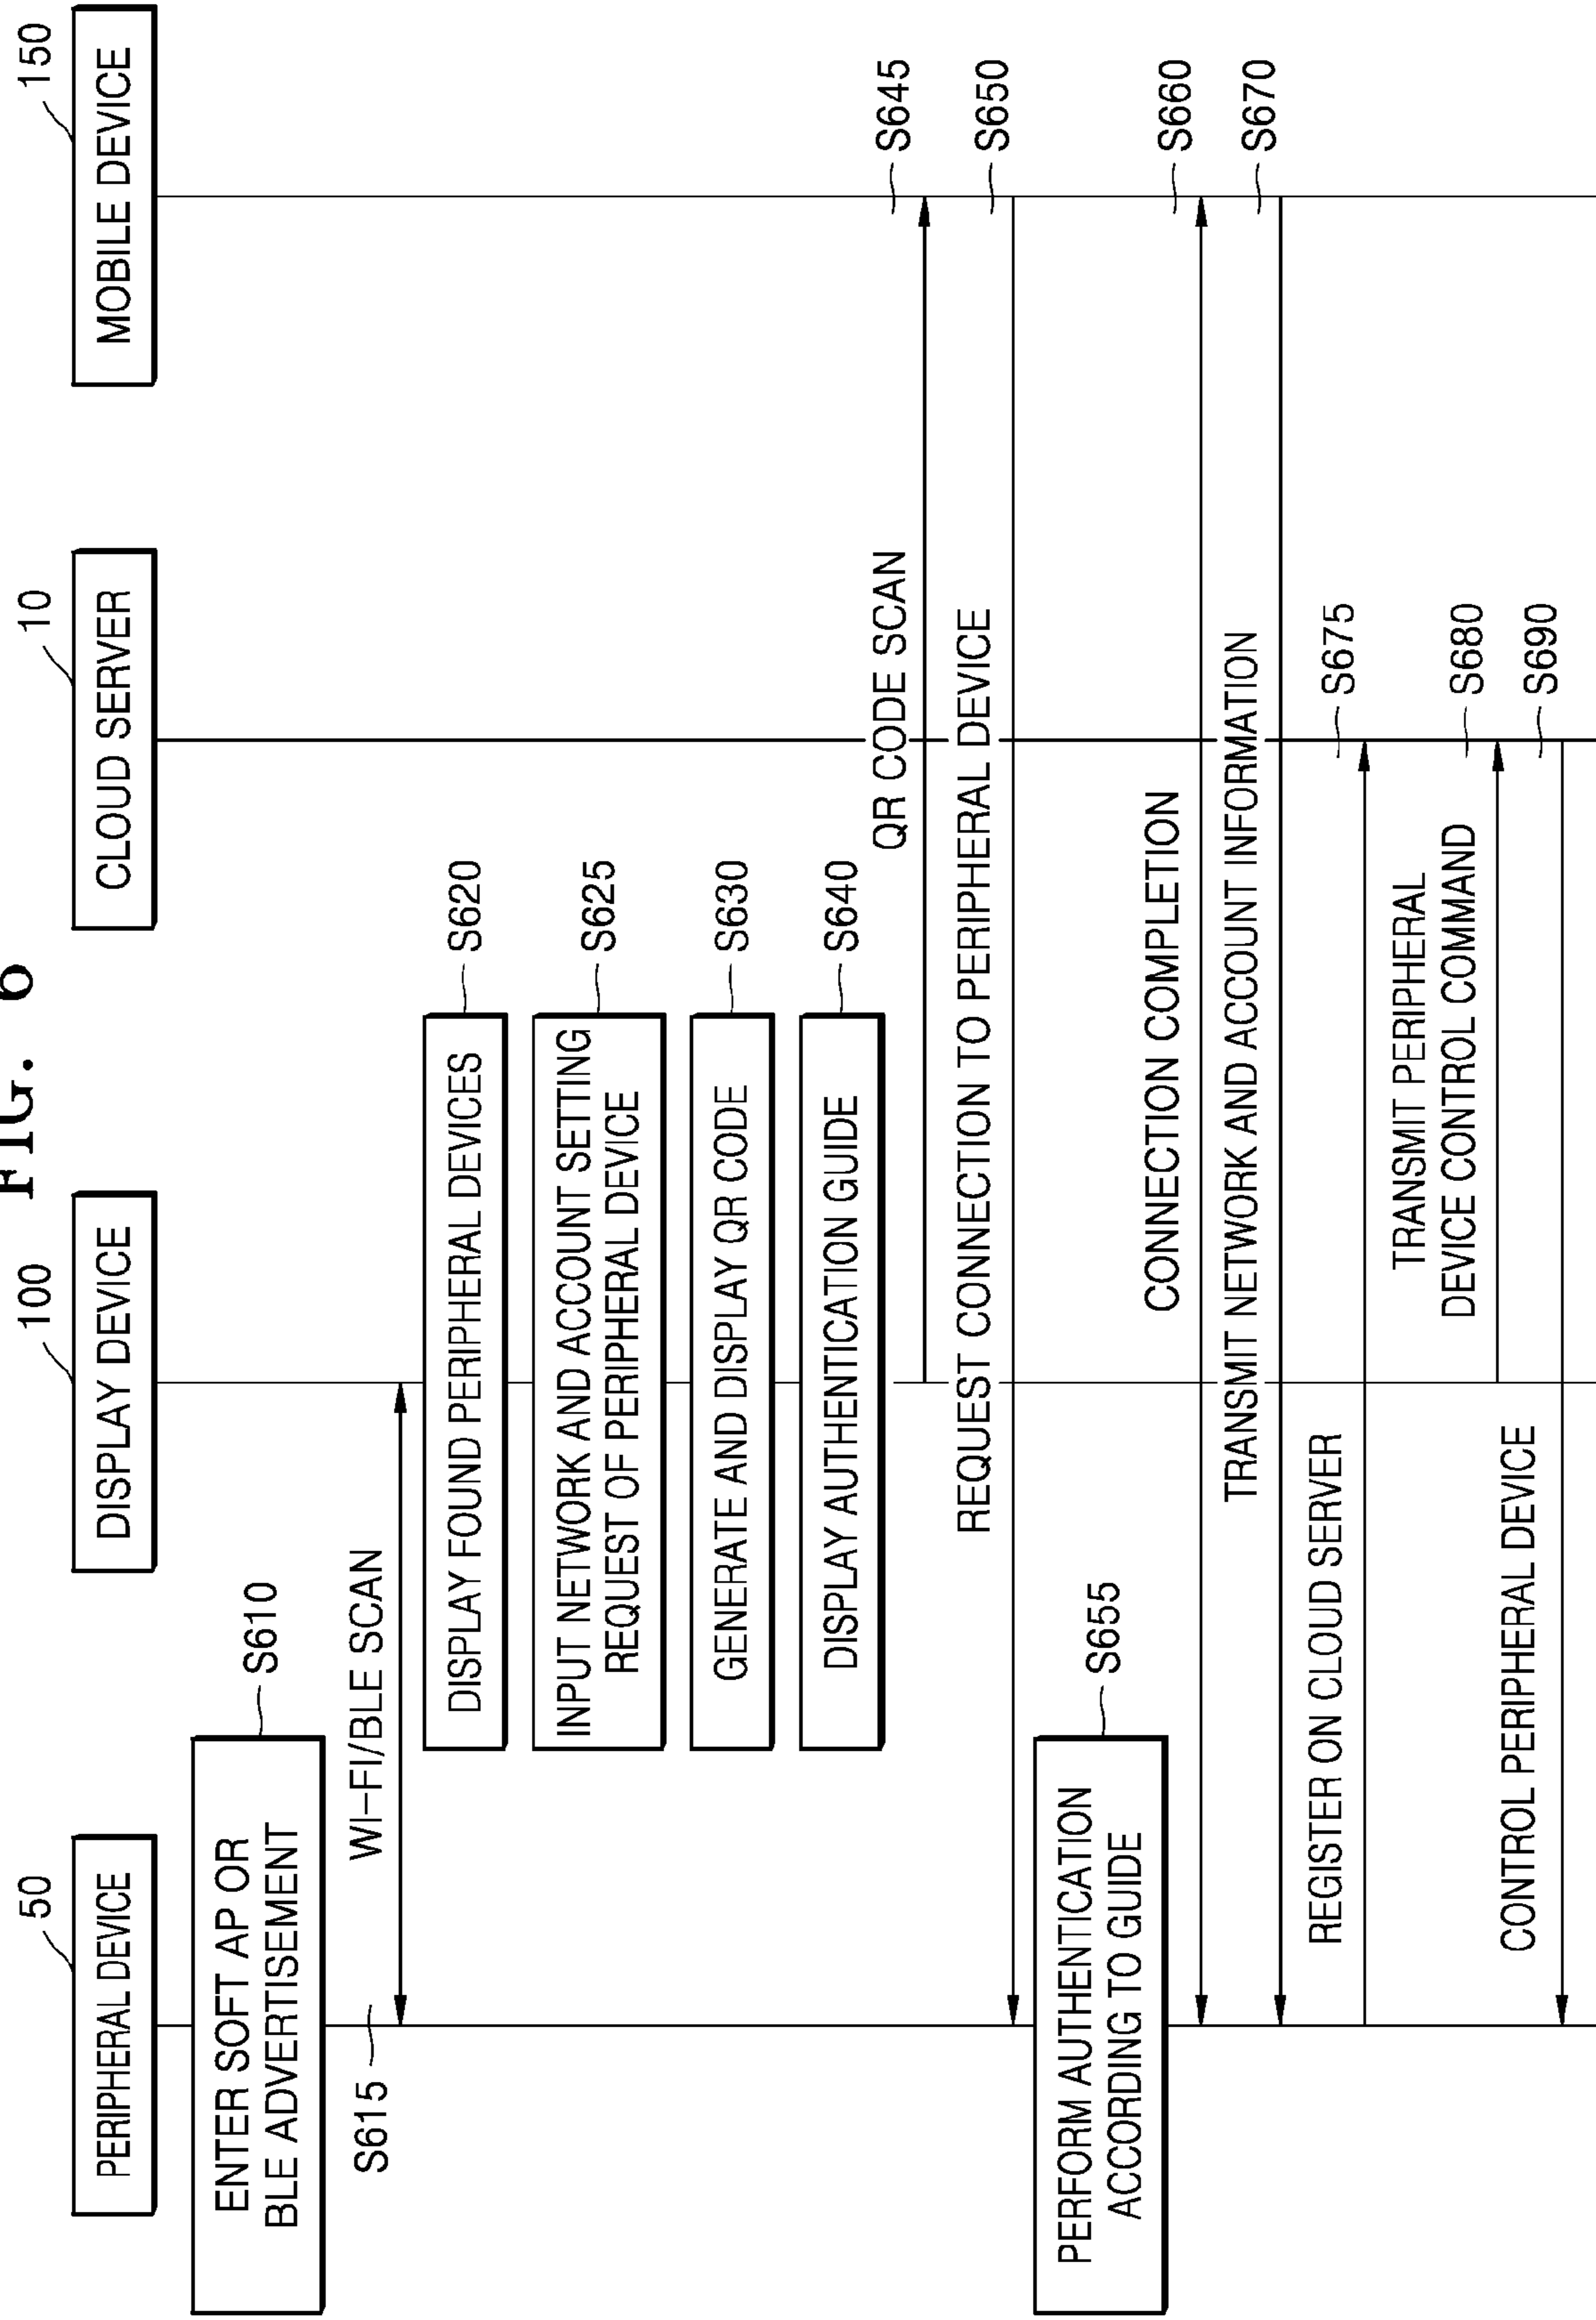 FIG. 6
50
100
10
150
PERIPHERAL DEVICE
DISPLAY DEVICE
CLOUD SERVER
MOBILE DEVICE
ENTER SOFT AP OR
BLE ADVERTISEMENT
S610
S615
WI-FI/BLE SCAN
DISPLAY FOUND PERIPHERAL DEVICES
S620
INPUT NETWORK AND ACCOUNT SETTING
REQUEST OF PERIPHERAL DEVICE
S625
GENERATE AND DISPLAY QR CODE
S630
DISPLAY AUTHENTICATION GUIDE
S640
QR CODE SCAN
S645
REQUEST CONNECTION TO PERIPHERAL DEVICE
S650
PERFORM AUTHENTICATION
ACCORDING TO GUIDE
S655
CONNECTION COMPLETION
S660
TRANSMIT NETWORK AND ACCOUNT INFORMATION
S670
REGISTER ON CLOUD SERVER
S675
TRANSMIT PERIPHERAL
DEVICE CONTROL COMMAND
S680
CONTROL PERIPHERAL DEVICE
S690